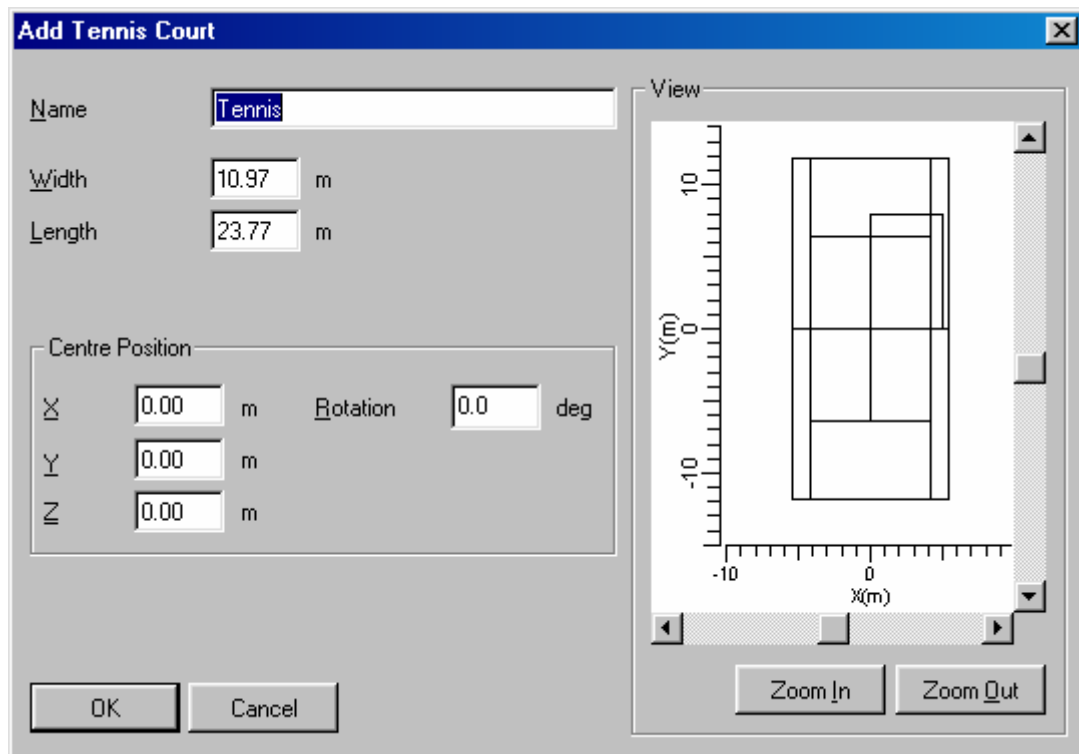 Add Tennis Court
Name Tennis
Width 10.97 m
Length 23.77 m
Centre Position
X 0.00 m Rotation 0.0 deg
Y 0.00 m
Z 0.00 m
OK Cancel
View
10
0
-10
Y(m)
-10 0
X(m)
Zoom In Zoom Out